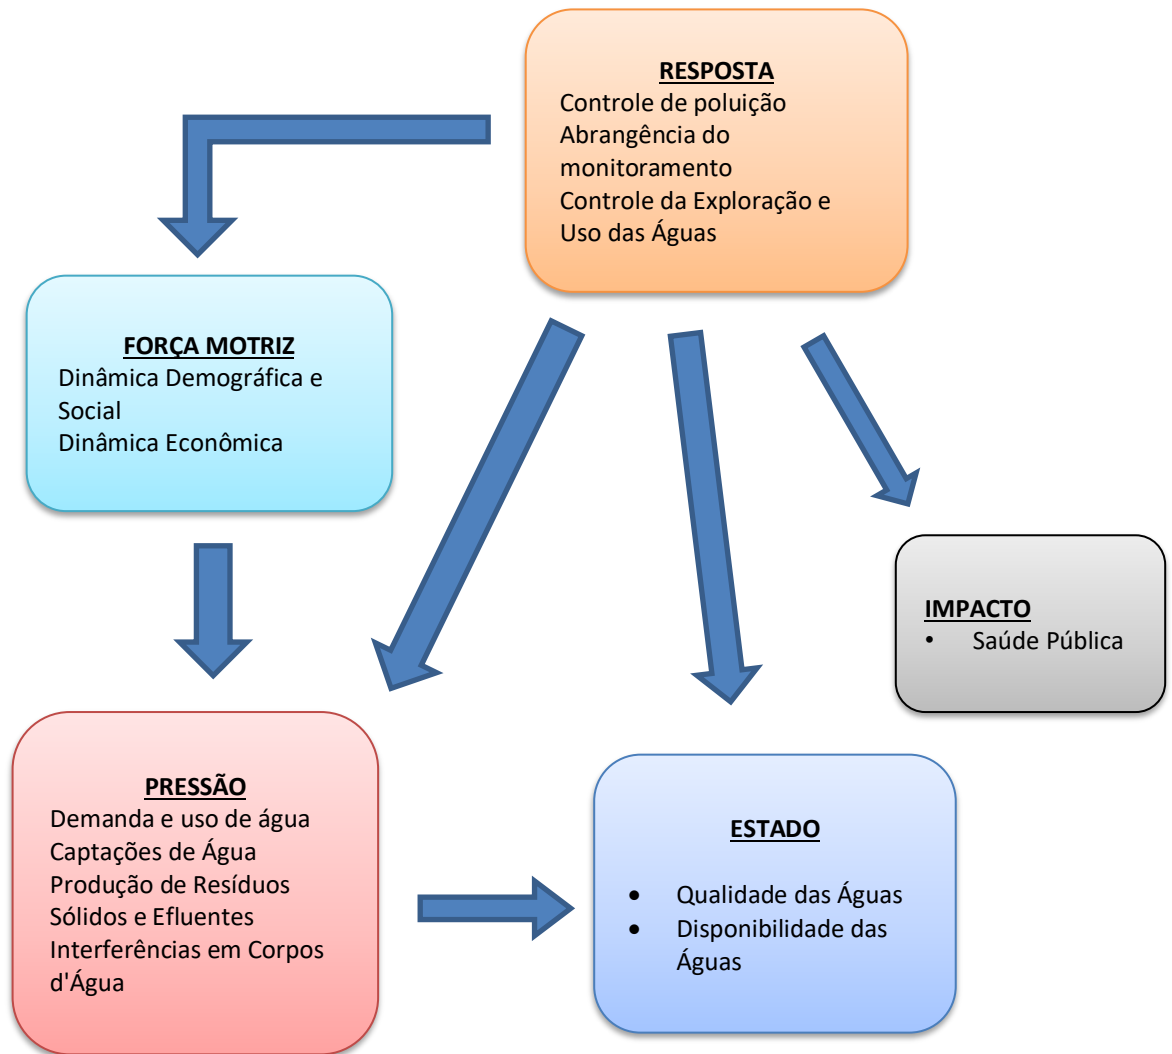 RESPOSTA
Controle de poluição
Abrangência do
monitoramento
Controle da Exploração e
Uso das Águas
FORÇA MOTRIZ
Dinâmica Demográfica e
Social
Dinâmica Econômica
IMPACTO
• Saúde Pública
PRESSÃO
Demanda e uso de água
Captações de Água
Produção de Resíduos
Sólidos e Efluentes
Interferências em Corpos
d'Água
ESTADO
• Qualidade das Águas
• Disponibilidade das
Águas